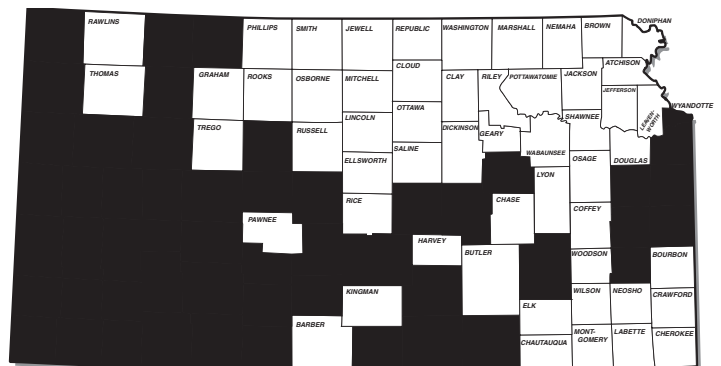 RAWLINS
PHILLIPS
SMITH
JEWELL
REPUBLIC
WASHINGTON
MARSHALL
NEMAHA
BROWN
DONIPHAN
THOMAS
GRAHAM
ROOKS
OSBORNE
MITCHELL
CLOUD
CLAY
RILEY
POTTAWATOMIE
JACKSON
ATCHISON
JEFFERSON
LEAVEN-
WORTH
WYANDOTTE
TREGO
RUSSELL
LINCOLN
OTTAWA
DICKINSON
GEARY
SHAWNEE
ELLSWORTH
SALINE
WABAUNSEE
OSAGE
DOUGLAS
LYON
PAWNEE
RICE
CHASE
COFFEY
HARVEY
BUTLER
WOODSON
BOURBON
KINGMAN
ELK
WILSON
NEOSHO
CRAWFORD
BARBER
CHAUTAUQUA
MONT-
GOMERY
LABETTE
CHEROKEE